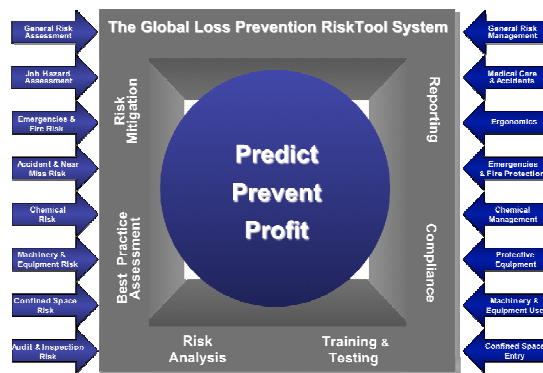 The Global Loss Prevention RiskTool System
General Risk
Assessment
Job Hazard
Assessment
Emergencies &
Fire Risk
Accident & Near
Miss Risk
Chemical
Risk
Machinery &
Equipment Risk
Confined Space
Risk
Audit & Inspection
Risk
Risk
Mitigation
Best Practice
Assessment
Predict
Prevent
Profit
Reporting
Compliance
Risk
Analysis
Training &
Testing
General Risk
Management
Medical Care
& Accidents
Ergonomics
Emergencies
& Fire Protection
Chemical
Management
Protective
Equipment
Machinery &
Equipment Use
Confined Space
Entry